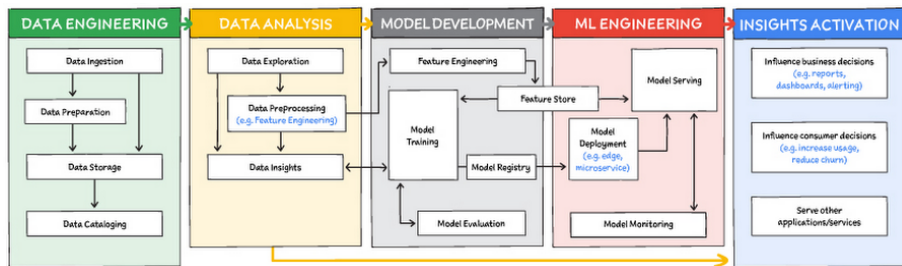 DATA ENGINEERING
Data Ingestion
Data Preparation
Data Storage
Data Cataloging
DATA ANALYSIS
Data Exploration
Data Preprocessing
(e.g. Feature Engineering)
Data Insights
MODEL DEVELOPMENT
Feature Engineering
Feature Store
Model
Training
Model Registry
Model Evaluation
ML ENGINEERING
Model Serving
Model
Deployment
(e.g. edge,
microservice)
Model Monitoring
INSIGHTS ACTIVATION
Influence business decisions
(e.g. reports,
dashboards, alerting)
Influence consumer decisions
(e.g. increase usage,
reduce churn)
Serve other
applications/services